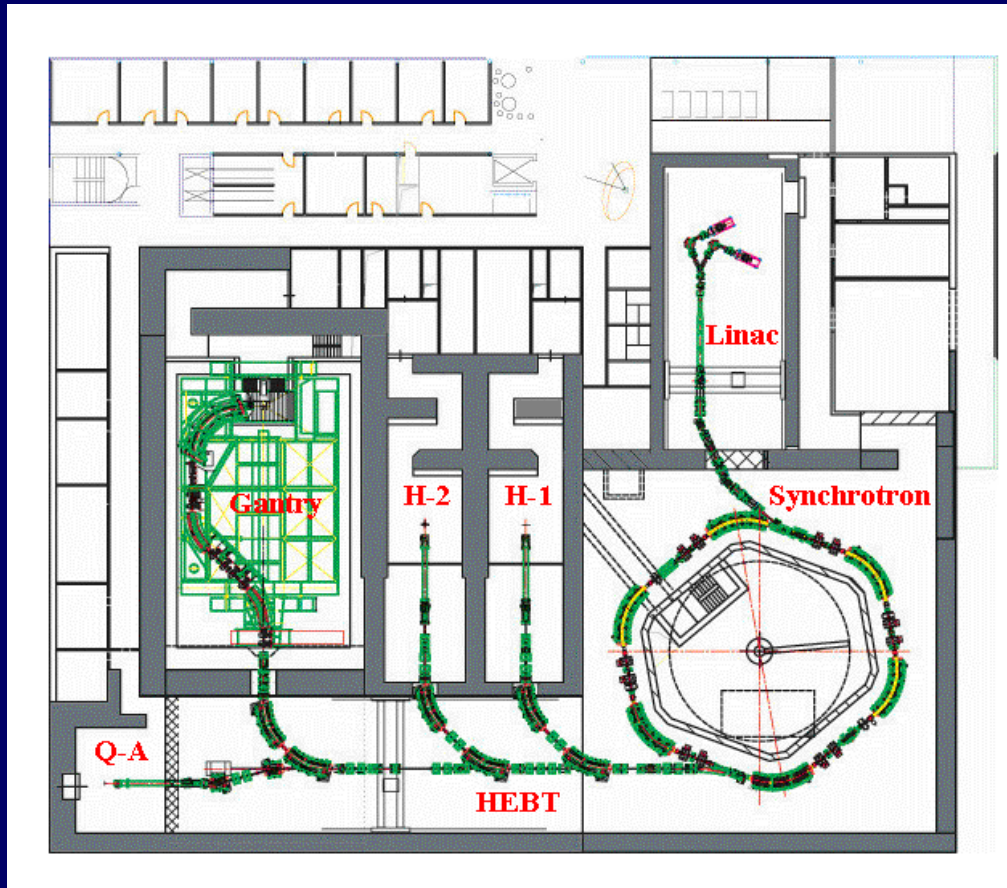 Linac
Gantry
H-2
H-1
Synchrotron
Q-A
HEBT